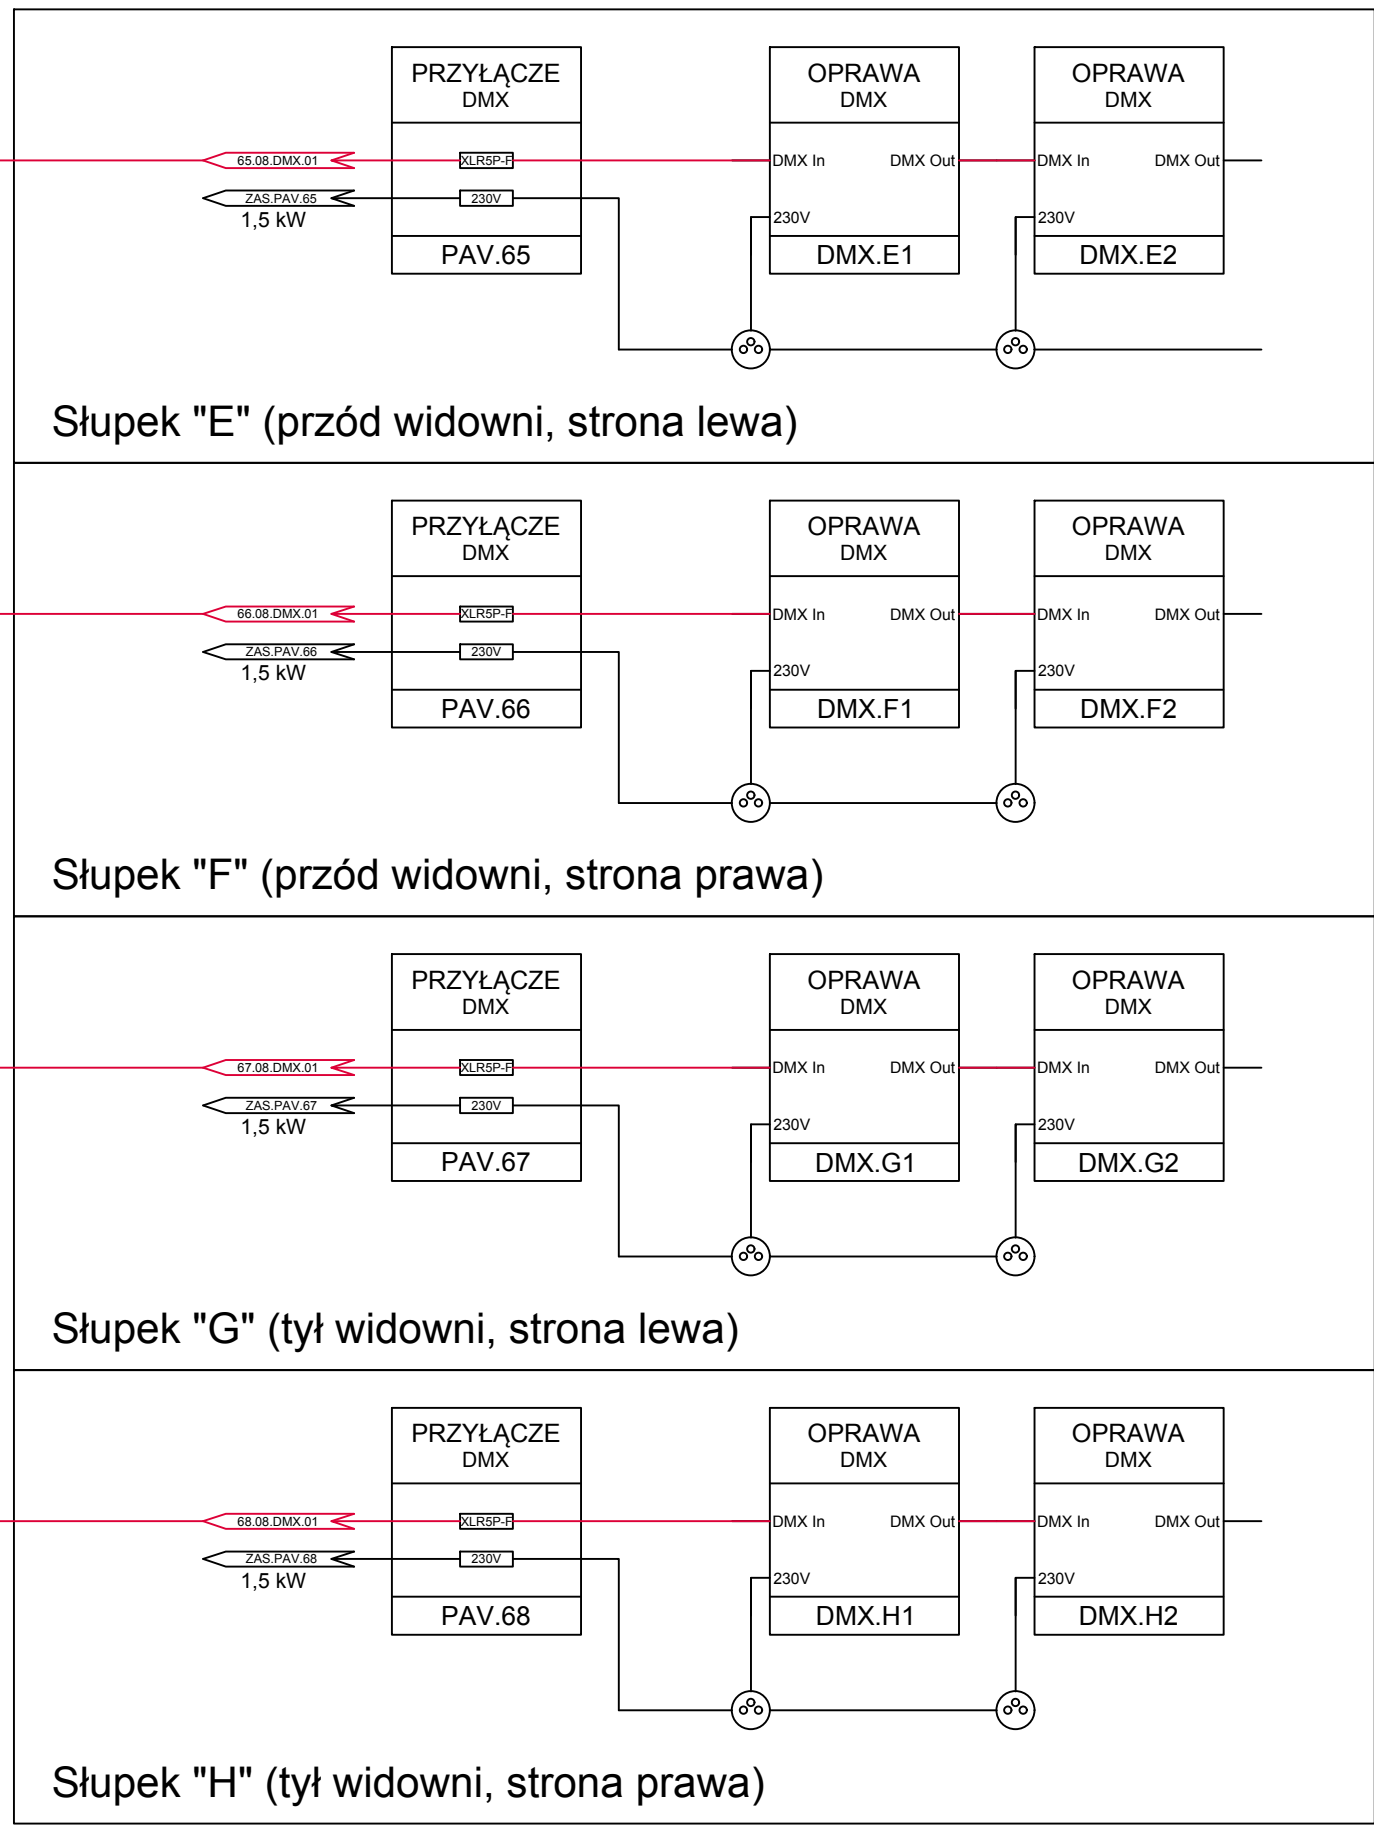 PRZYŁĄCZE
DMX
OPRAWA
DMX
OPRAWA
DMX
65.08.DMX.01
XLR5P-F
DMX In
DMX Out
DMX In
DMX Out
ZAS.PAV.65
230V
1,5 kW
230V
230V
PAV.65
DMX.E1
DMX.E2
Słupek "E" (przód widowni, strona lewa)
PRZYŁĄCZE
DMX
OPRAWA
DMX
OPRAWA
DMX
66.08.DMX.01
XLR5P-F
DMX In
DMX Out
DMX In
DMX Out
ZAS.PAV.66
230V
1,5 kW
230V
230V
PAV.66
DMX.F1
DMX.F2
Słupek "F" (przód widowni, strona prawa)
PRZYŁĄCZE
DMX
OPRAWA
DMX
OPRAWA
DMX
67.08.DMX.01
XLR5P-F
DMX In
DMX Out
DMX In
DMX Out
ZAS.PAV.67
230V
1,5 kW
230V
230V
PAV.67
DMX.G1
DMX.G2
Słupek "G" (tył widowni, strona lewa)
PRZYŁĄCZE
DMX
OPRAWA
DMX
OPRAWA
DMX
68.08.DMX.01
XLR5P-F
DMX In
DMX Out
DMX In
DMX Out
ZAS.PAV.68
230V
1,5 kW
230V
230V
PAV.68
DMX.H1
DMX.H2
Słupek "H" (tył widowni, strona prawa)